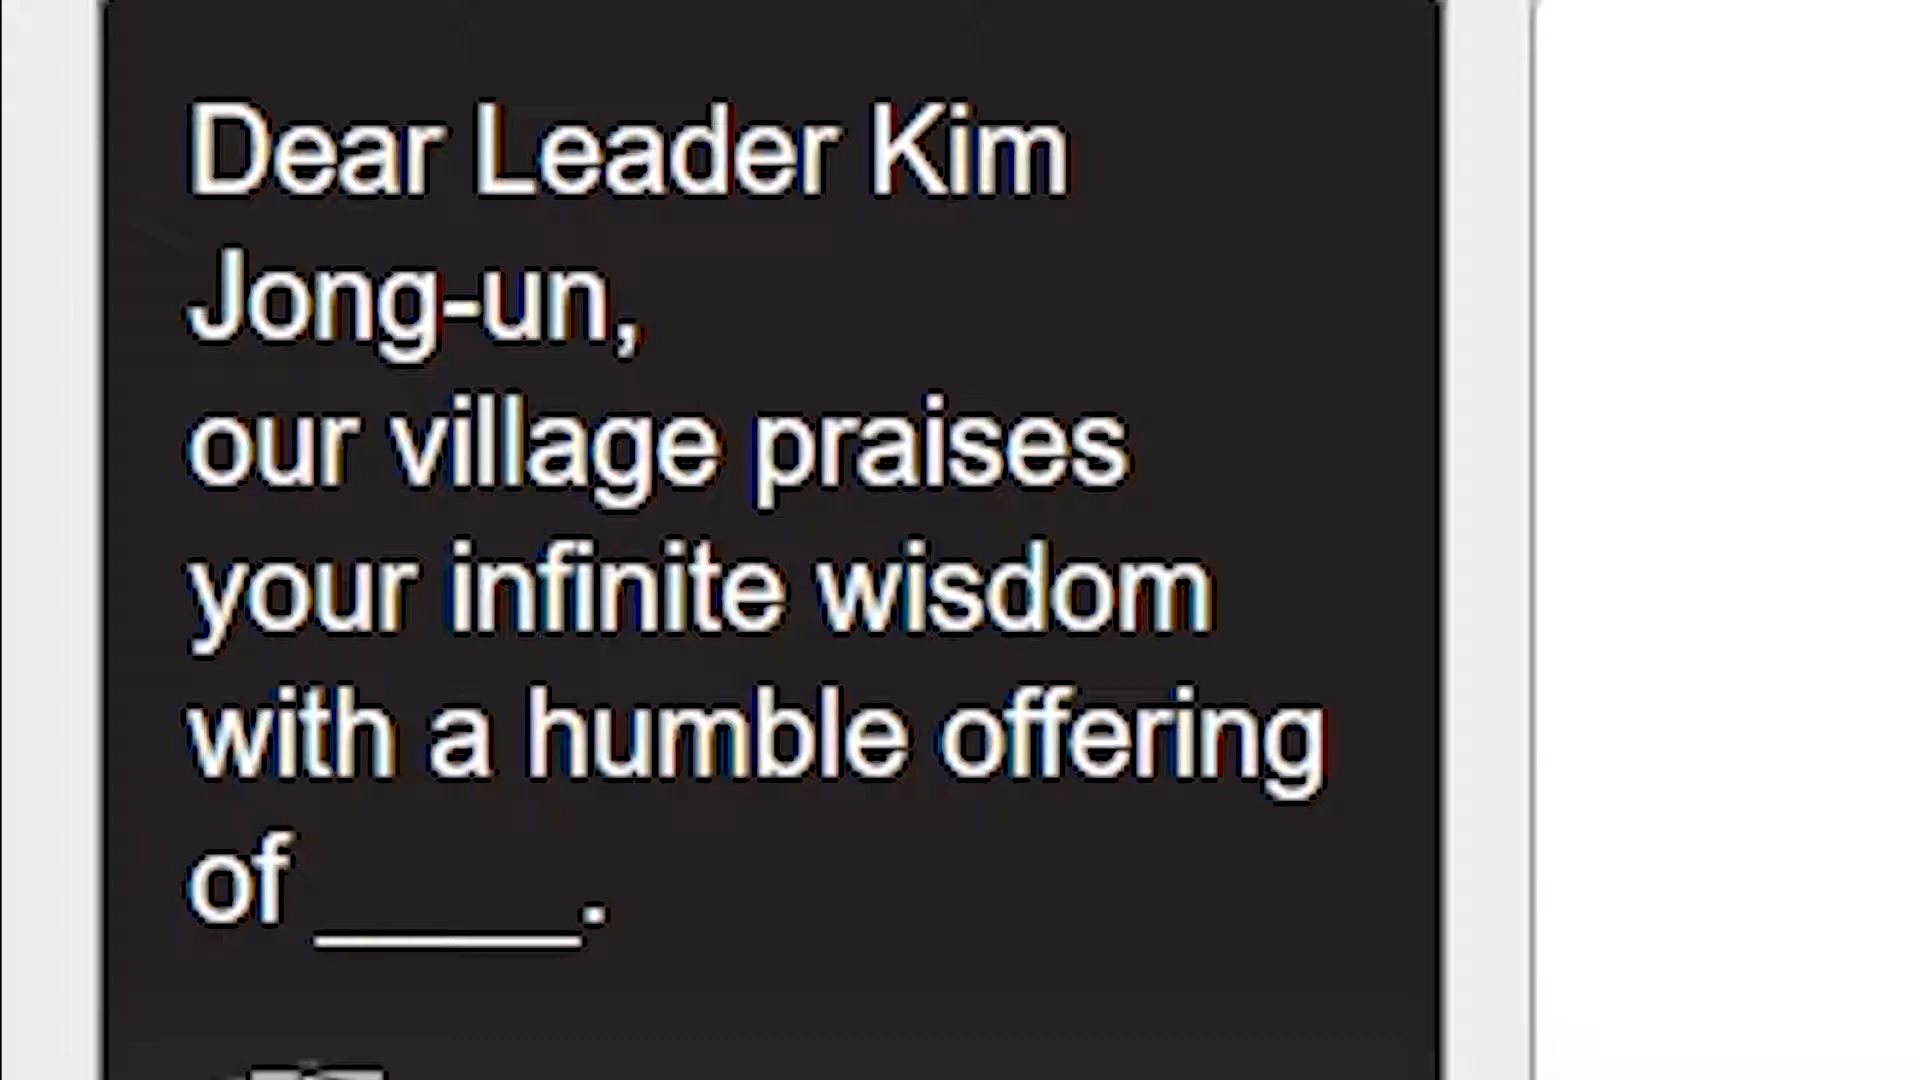 Dear Leader Kim
Jong-un,
our village praises
your infinite wisdom
with a humble offering
of _____.